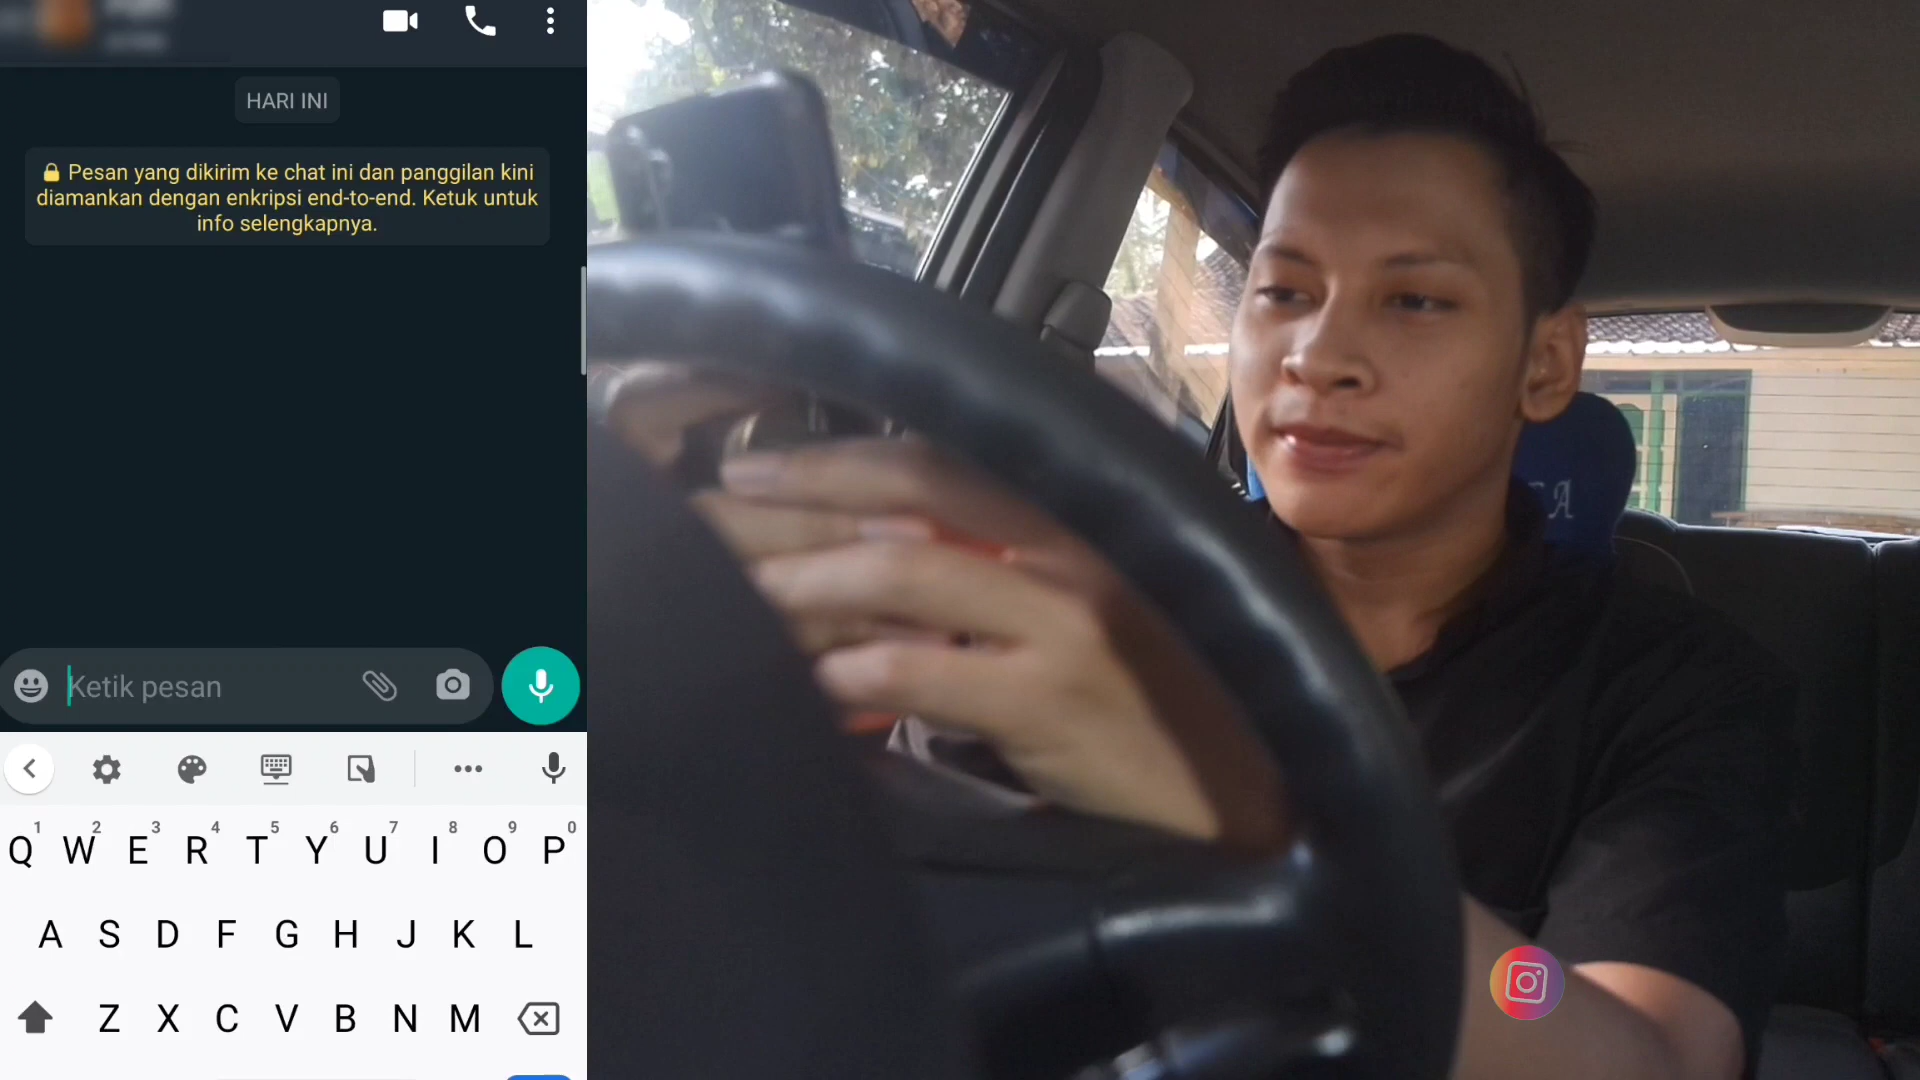 HARI INI
Pesan yang dikirim ke chat ini dan panggilan kini
diamankan dengan enkripsi end-to-end. Ketuk untuk
info selengkapnya.
Ketik pesan
1 2 3 4 5 6 7 8 9 0
Q W E R T Y U I O P
A S D F G H J K L
Z X C V B N M
A